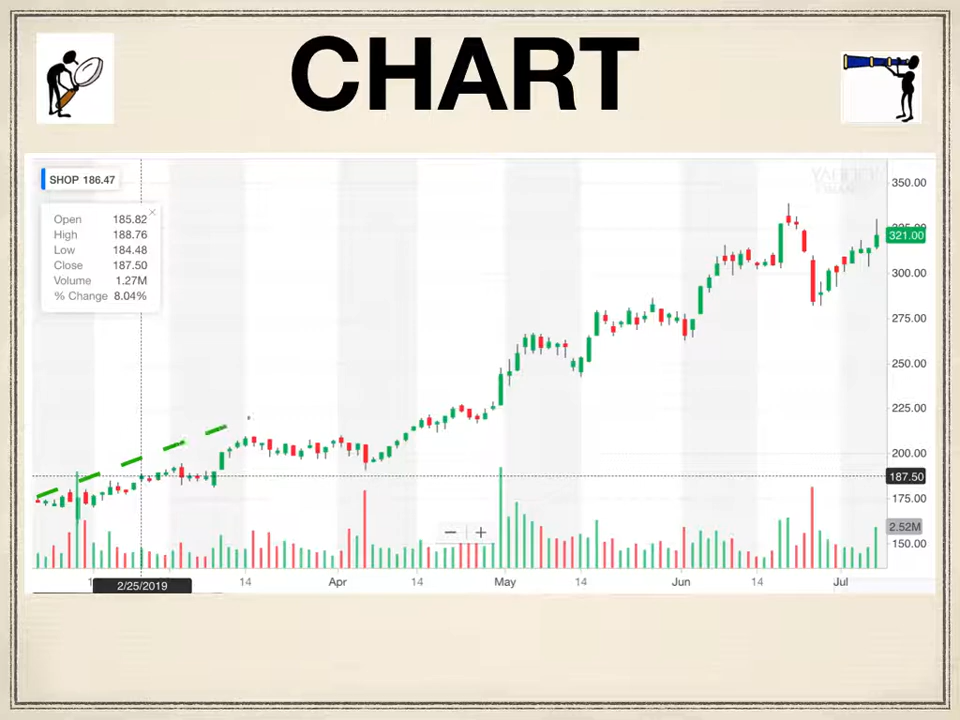 CHART
SHOP 186.47
Open 185.82
High 188.76
Low 184.48
Close 187.50
Volume 1.27M
% Change 8.04%
350.00
321.00
300.00
275.00
250.00
225.00
200.00
187.50
175.00
2.52M
150.00
2/25/2019
14
Apr
14
May
14
Jun
14
Jul